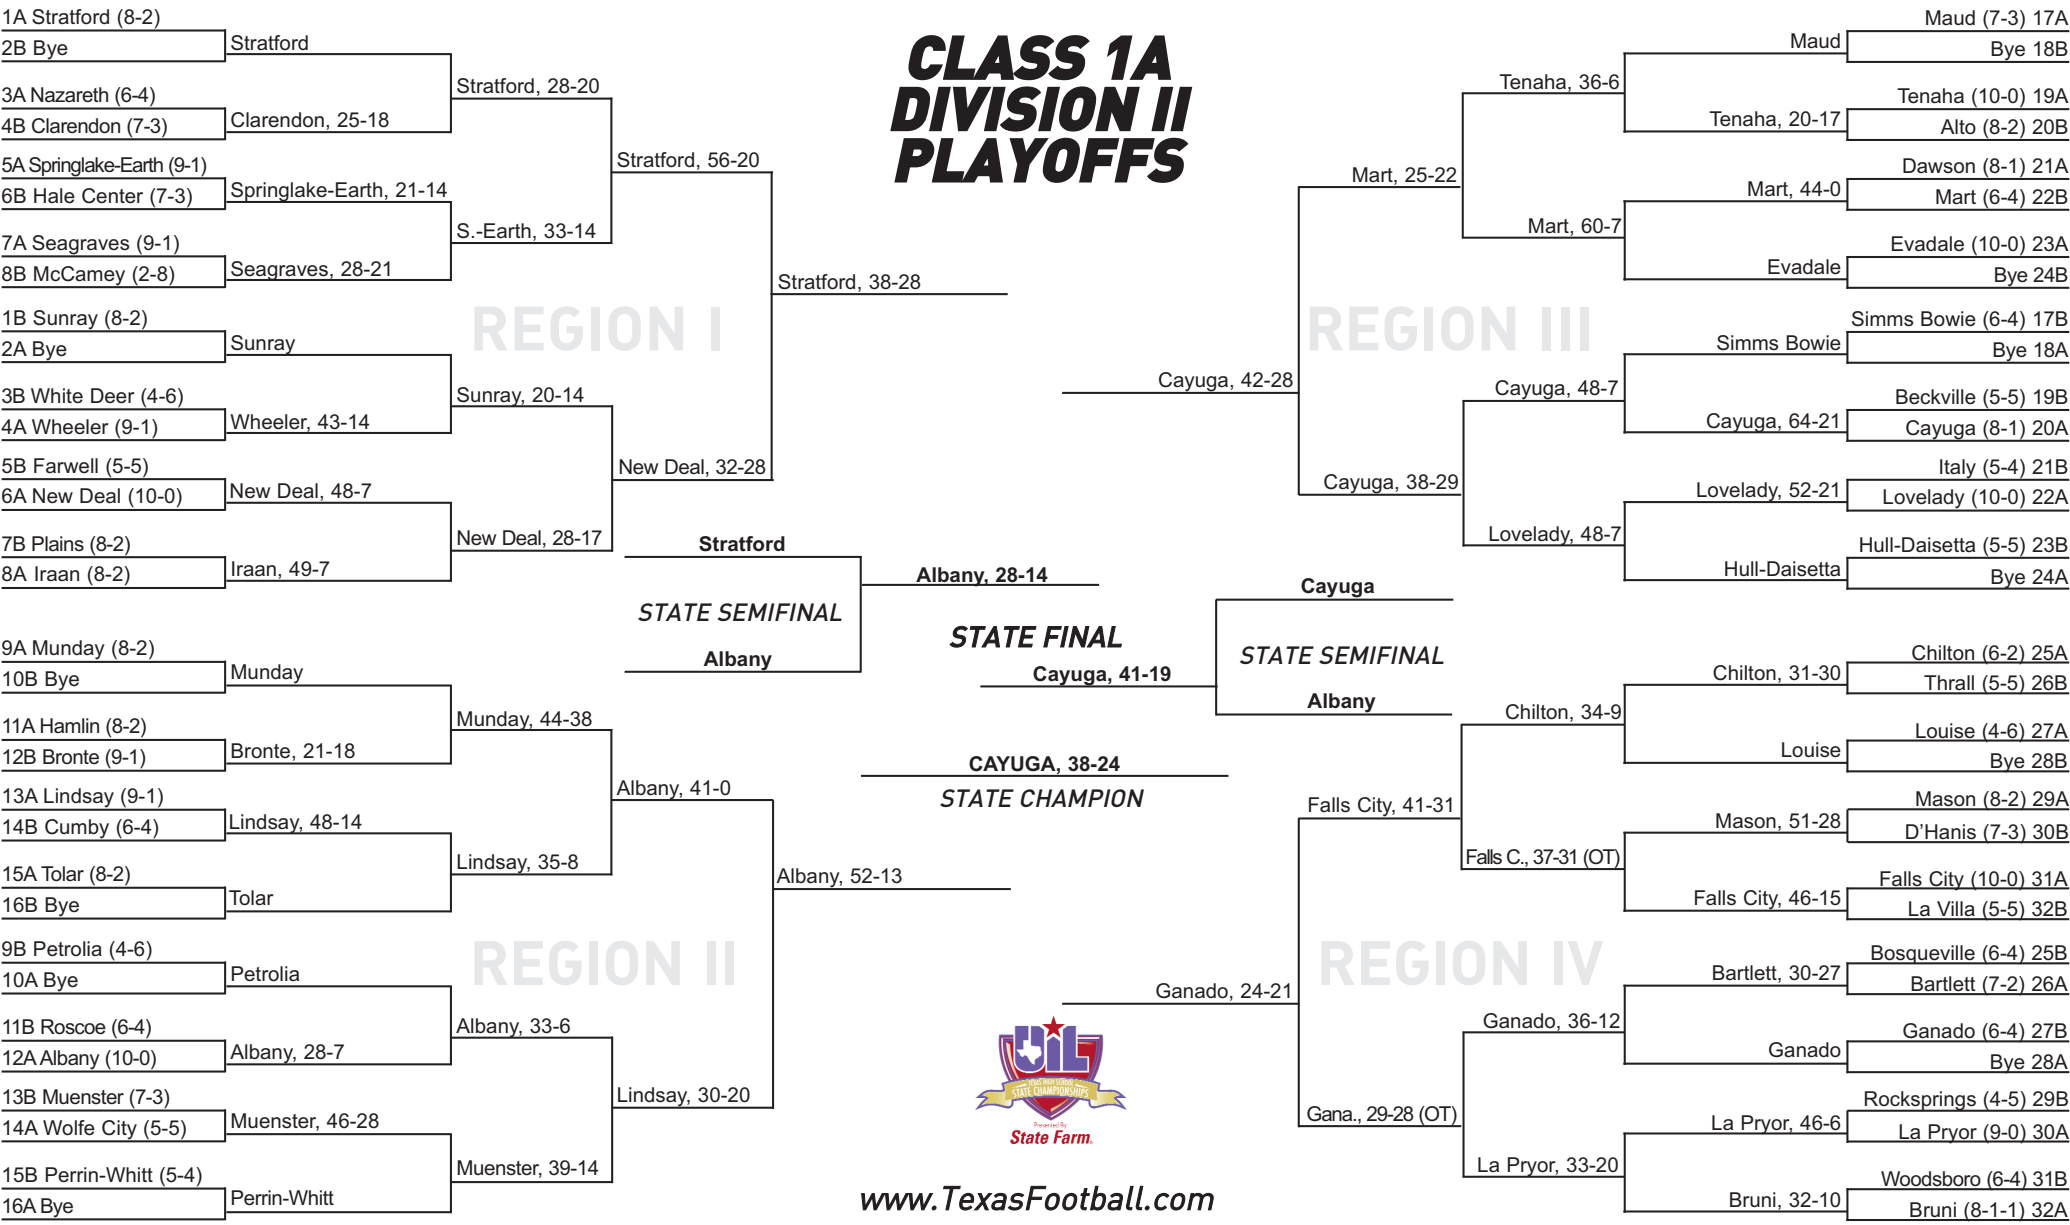 CLASS 1A
DIVISION II
PLAYOFFS
1A Stratford (8-2)
2B Bye
3A Nazareth (6-4)
4B Clarendon (7-3)
5A Springlake-Earth (9-1)
6B Hale Center (7-3)
7A Seagraves (9-1)
8B McCamey (2-8)
1B Sunray (8-2)
2A Bye
3B White Deer (4-6)
4A Wheeler (9-1)
5B Farwell (5-5)
6A New Deal (10-0)
7B Plains (8-2)
8A Iraan (8-2)
Stratford
Clarendon, 25-18
Springlake-Earth, 21-14
Seagraves, 28-21
Sunray
Wheeler, 43-14
New Deal, 48-7
Iraan, 49-7
Stratford, 28-20
S.-Earth, 33-14
Sunray, 20-14
New Deal, 28-17
Stratford, 56-20
New Deal, 32-28
Stratford, 38-28
REGION I
9A Munday (8-2)
10B Bye
11A Hamlin (8-2)
12B Bronte (9-1)
13A Lindsay (9-1)
14B Cumby (6-4)
15A Tolar (8-2)
16B Bye
9B Petrolia (4-6)
10A Bye
11B Roscoe (6-4)
12A Albany (10-0)
13B Muenster (7-3)
14A Wolfe City (5-5)
15B Perrin-Whitt (5-4)
16A Bye
Munday
Bronte, 21-18
Lindsay, 48-14
Tolar
Petrolia
Albany, 28-7
Muenster, 46-28
Perrin-Whitt
Munday, 44-38
Lindsay, 35-8
Albany, 33-6
Muenster, 39-14
Albany, 41-0
Lindsay, 30-20
Albany, 52-13
REGION II
Stratford
STATE SEMIFINAL
Albany
Albany, 28-14
STATE FINAL
Cayuga, 41-19
Cayuga
STATE SEMIFINAL
Albany
CAYUGA, 38-24
STATE CHAMPION
Maud (7-3) 17A
Bye 18B
Tenaha (10-0) 19A
Alto (8-2) 20B
Dawson (8-1) 21A
Mart (6-4) 22B
Evadale (10-0) 23A
Bye 24B
Simms Bowie (6-4) 17B
Bye 18A
Beckville (5-5) 19B
Cayuga (8-1) 20A
Italy (5-4) 21B
Lovelady (10-0) 22A
Hull-Daisetta (5-5) 23B
Bye 24A
Maud
Tenaha, 20-17
Mart, 44-0
Evadale
Simms Bowie
Cayuga, 64-21
Lovelady, 52-21
Hull-Daisetta
Tenaha, 36-6
Mart, 60-7
Cayuga, 48-7
Lovelady, 48-7
Mart, 25-22
Cayuga, 38-29
Cayuga, 42-28
REGION III
Chilton (6-2) 25A
Thrall (5-5) 26B
Louise (4-6) 27A
Bye 28B
Mason (8-2) 29A
D'Hanis (7-3) 30B
Falls City (10-0) 31A
La Villa (5-5) 32B
Bosqueville (6-4) 25B
Bartlett (7-2) 26A
Ganado (6-4) 27B
Bye 28A
Rocksprings (4-5) 29B
La Pryor (9-0) 30A
Woodsboro (6-4) 31B
Bruni (8-1-1) 32A
Chilton, 31-30
Louise
Mason, 51-28
Falls City, 46-15
Bartlett, 30-27
Ganado
La Pryor, 46-6
Bruni, 32-10
Chilton, 34-9
Falls C., 37-31 (OT)
Ganado, 36-12
La Pryor, 33-20
Falls City, 41-31
Gana., 29-28 (OT)
Ganado, 24-21
REGION IV
UIL
TEXAS HIGH SCHOOL
STATE CHAMPIONSHIPS
Presented By
State Farm.
www.TexasFootball.com